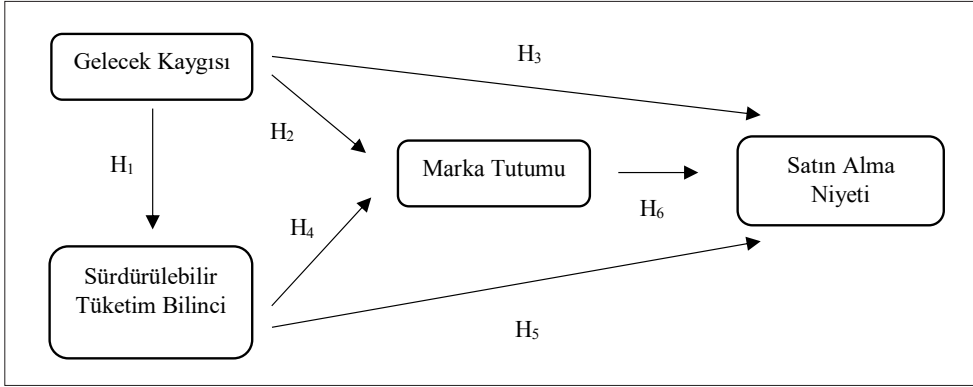 Gelecek Kaygısı
H₃
H₂
H₁
Marka Tutumu
Satın Alma
Niyeti
H₆
H₄
Sürdürülebilir
Tüketim Bilinci
H₅